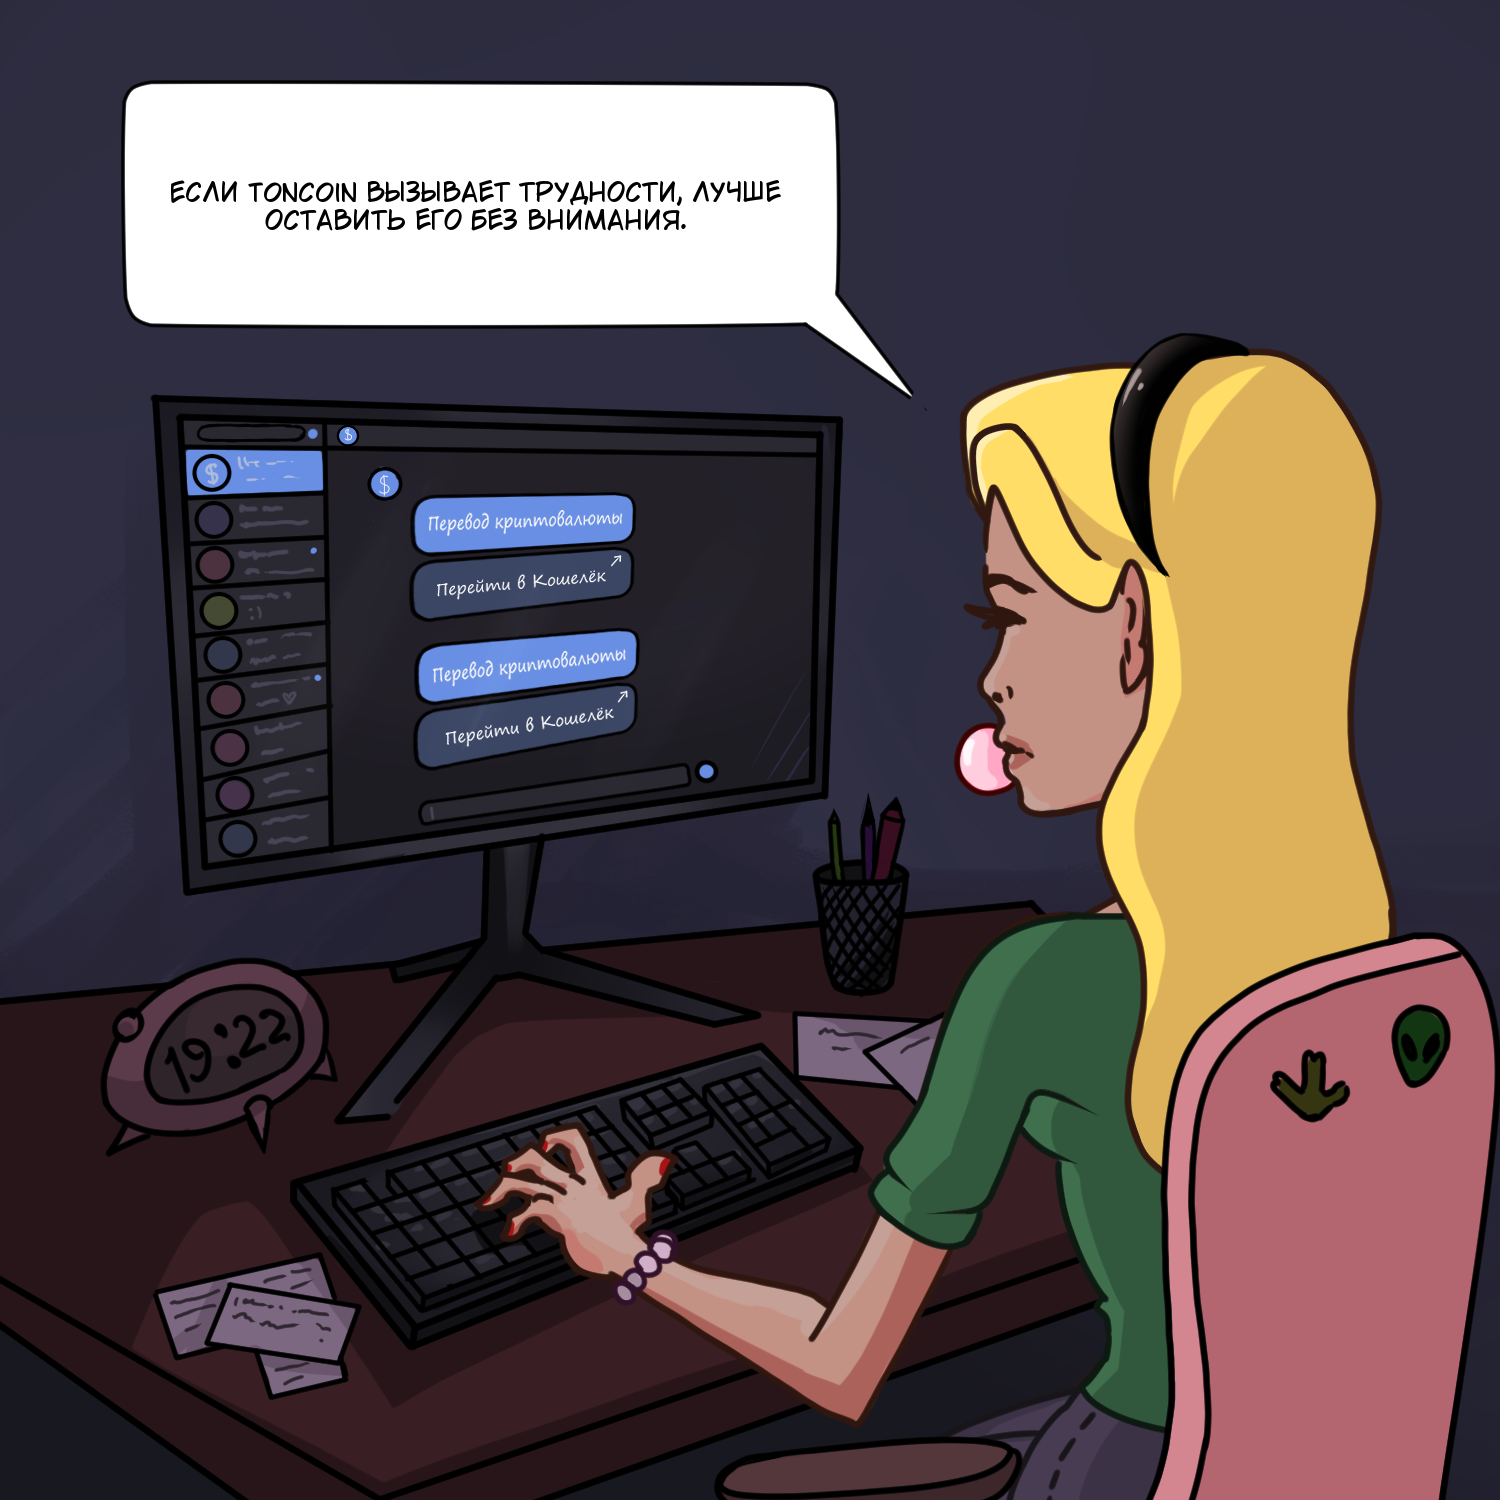 ЕСЛИ TONCOIN ВЫЗЫВАЕТ ТРУДНОСТИ, ЛУЧШЕ
ОСТАВИТЬ ЕГО БЕЗ ВНИМАНИЯ.
$
$
$
Перевод криптовалюты
Перейти в Кошелёк
:)
Перевод криптовалюты
Перейти в Кошелёк
19:22